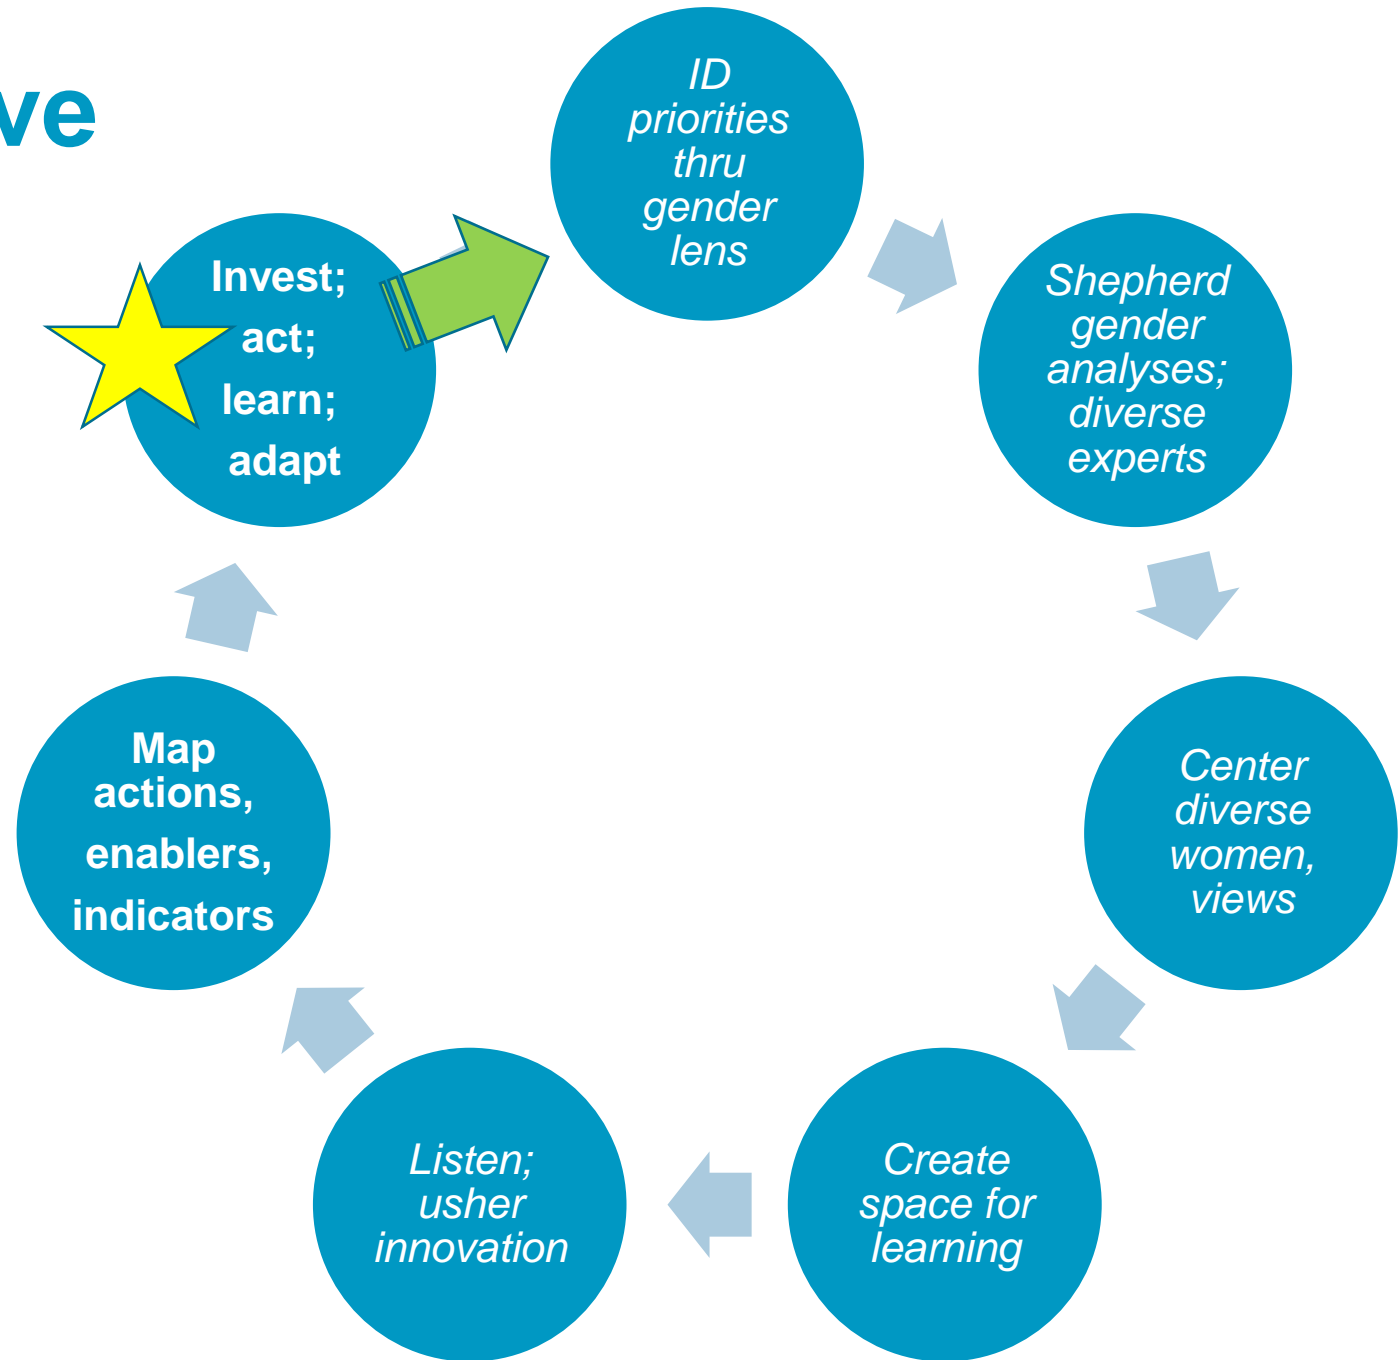 ve
ID
priorities
thru
gender
lens
Shepherd
gender
analyses;
diverse
experts
Center
diverse
women,
views
Create
space for
learning
Listen;
usher
innovation
Map
actions,
enablers,
indicators
Invest;
act;
learn;
adapt